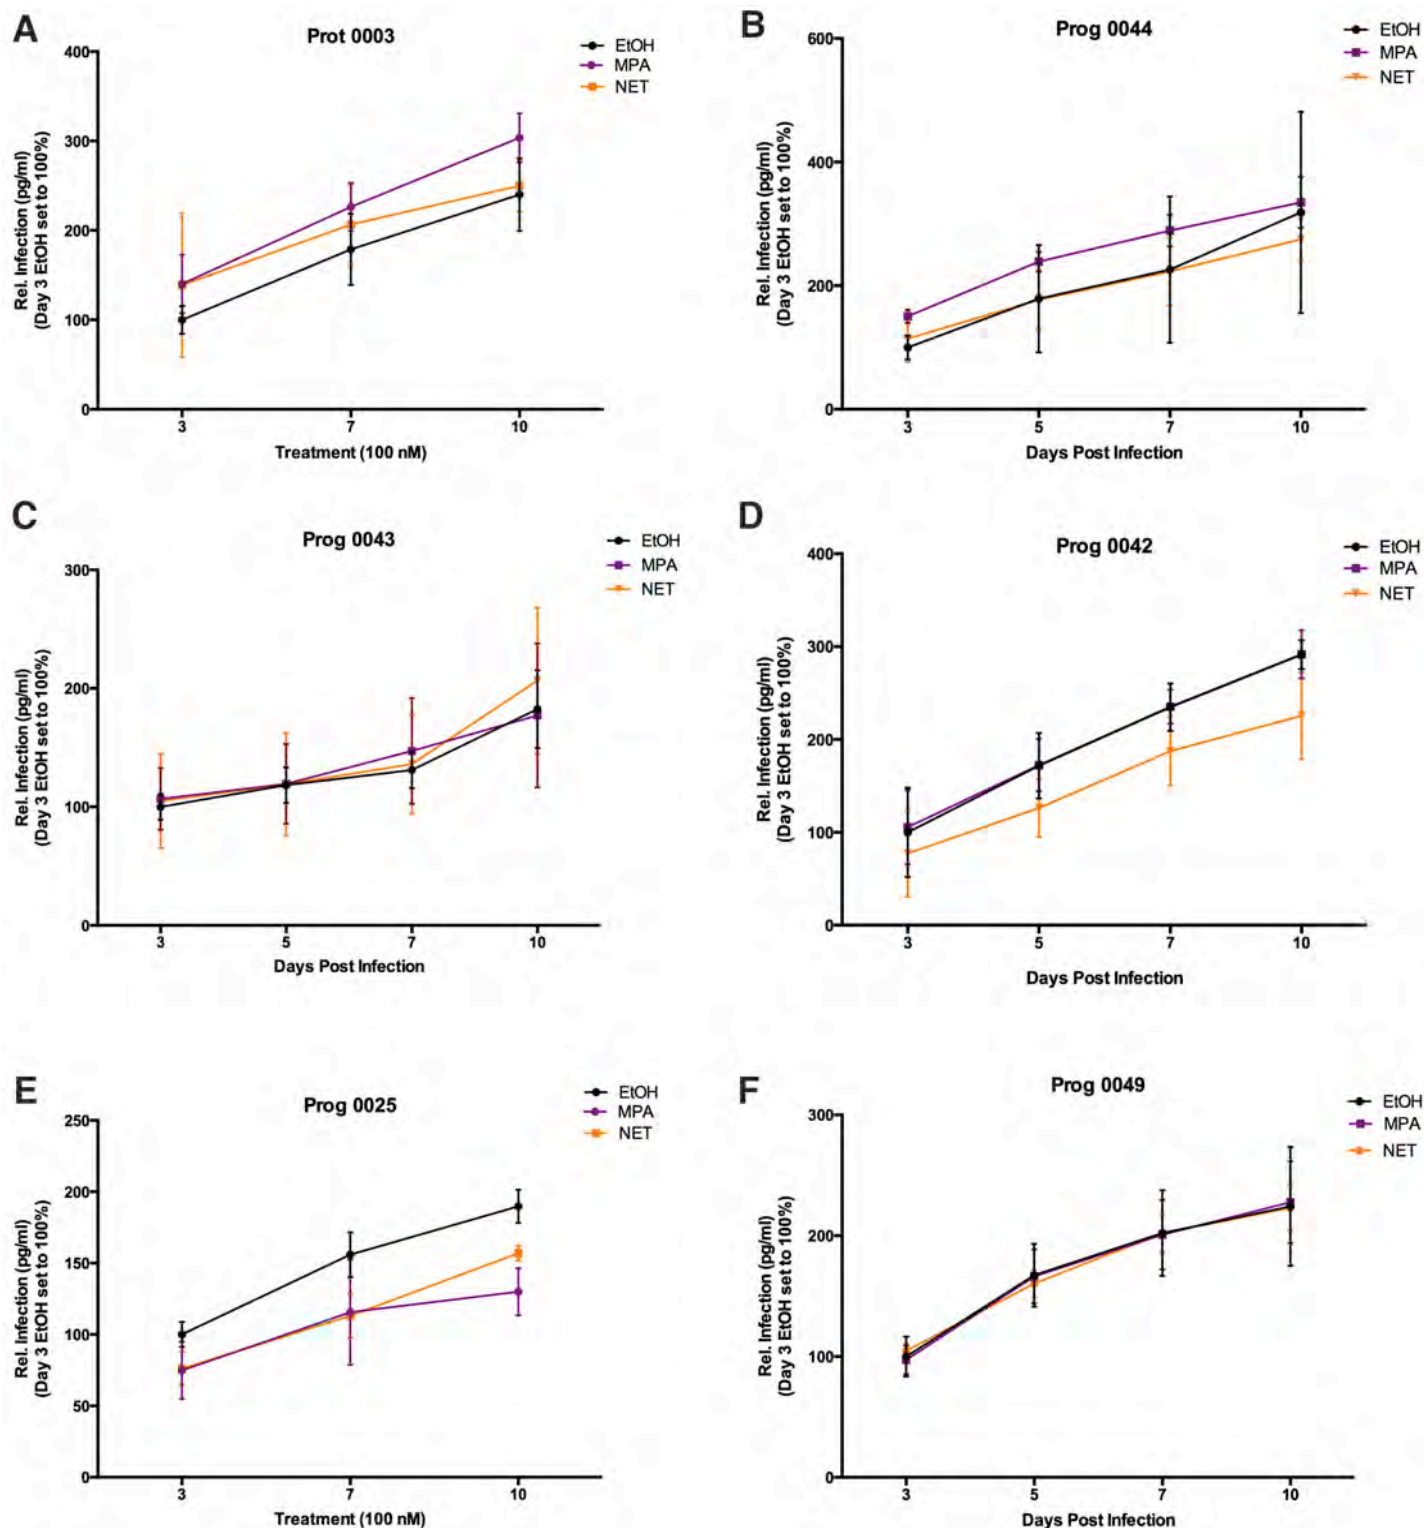 A
Prot 0003
EtOH
MPA
NET
Rel. Infection (pg/ml)
(Day 3 EtOH set to 100%)
400
300
200
100
0
3 7 10
Treatment (100 nM)
B
Prog 0044
EtOH
MPA
NET
Rel. Infection (pg/ml)
(Day 3 EtOH set to 100%)
600
400
200
0
3 5 7 10
Days Post Infection
C
Prog 0043
EtOH
MPA
NET
Rel. Infection (pg/ml)
(Day 3 EtOH set to 100%)
300
200
100
0
3 5 7 10
Days Post Infection
D
Prog 0042
EtOH
MPA
NET
Rel. Infection (pg/ml)
(Day 3 EtOH set to 100%)
400
300
200
100
0
3 5 7 10
Days Post Infection
E
Prog 0025
EtOH
MPA
NET
Rel. Infection (pg/ml)
(Day 3 EtOH set to 100%)
250
200
150
100
50
0
3 7 10
Treatment (100 nM)
F
Prog 0049
EtOH
MPA
NET
Rel. Infection (pg/ml)
(Day 3 EtOH set to 100%)
300
200
100
0
3 5 7 10
Days Post Infection